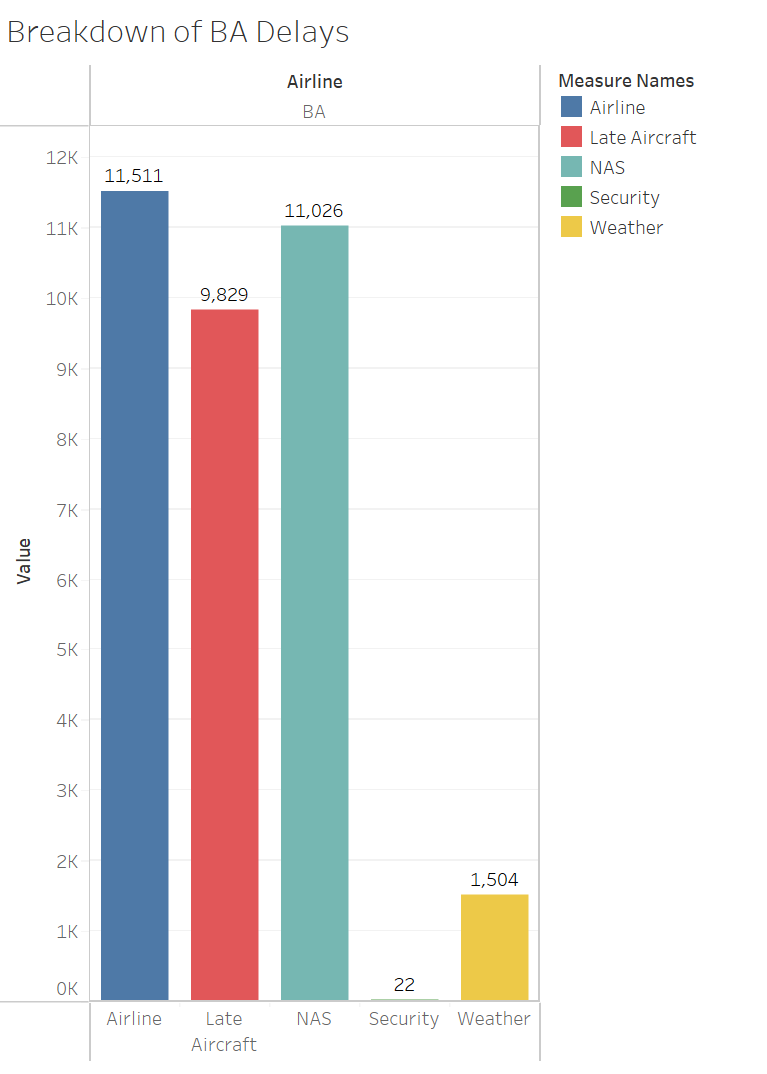 Breakdown of BA Delays
Airline
BA
Measure Names
Airline
Late Aircraft
NAS
Security
Weather
Value
12K
11K
10K
9K
8K
7K
6K
5K
4K
3K
2K
1K
0K
11,511
9,829
11,026
22
1,504
Airline
Late
Aircraft
NAS
Security
Weather